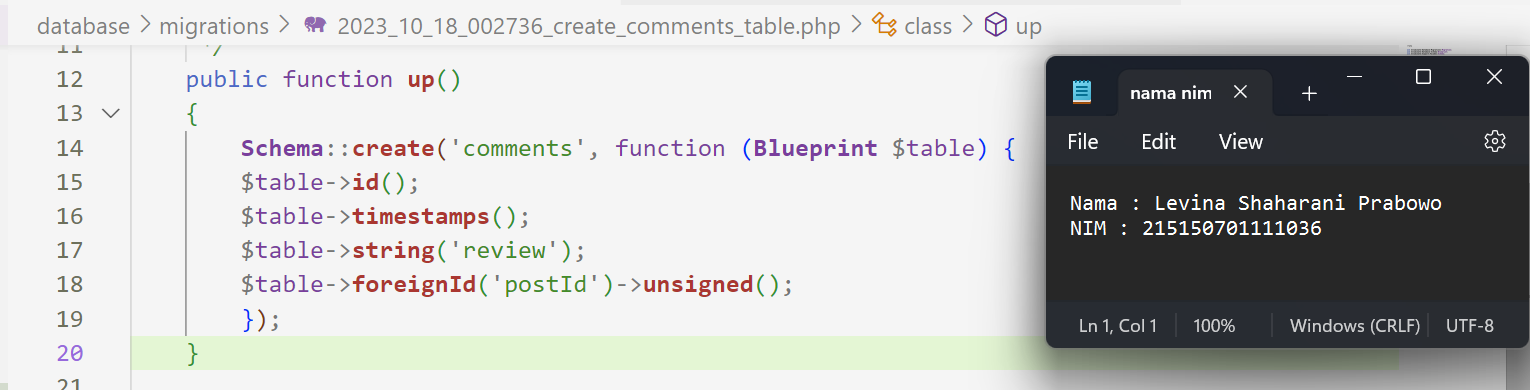 database > migrations > 2023_10_18_002736_create_comments_table.php > class > up
11 */
12 public function up()
13 {
14 Schema::create('comments', function (Blueprint $table) {
15 $table->id();
16 $table->timestamps();
17 $table->string('review');
18 $table->foreignId('postId')->unsigned();
19 });
20 }
21
nama nim
File Edit View
Nama : Levina Shaharani Prabowo
NIM : 215150701111036
Ln 1, Col 1 100% Windows (CRLF) UTF-8